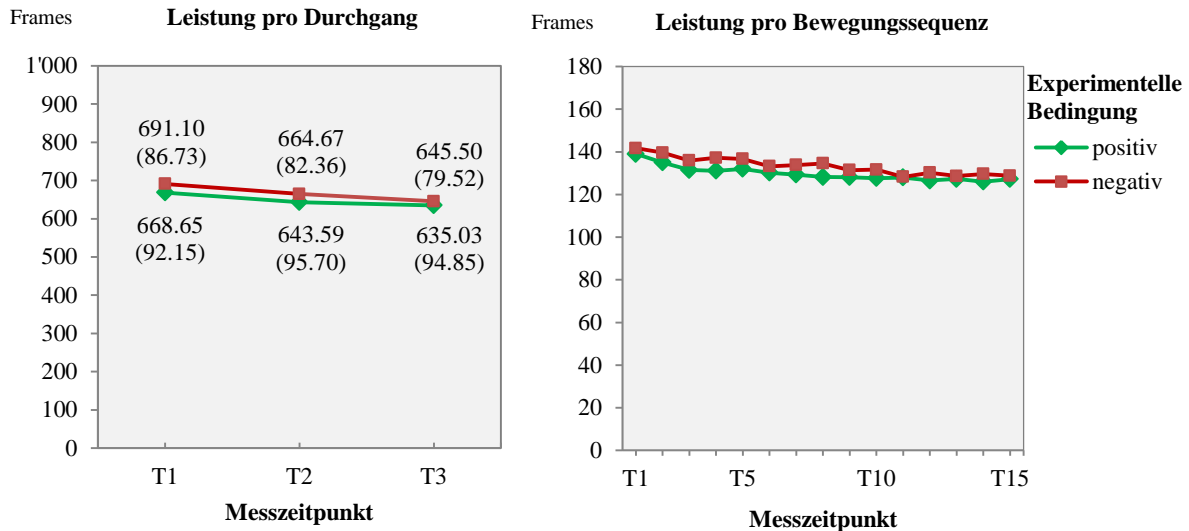 Frames
Leistung pro Durchgang
1'000
900
800
700
600
500
400
300
200
100
0
691.10
(86.73)
664.67
(82.36)
645.50
(79.52)
668.65
(92.15)
643.59
(95.70)
635.03
(94.85)
T1
T2
T3
Messzeitpunkt
Frames
Leistung pro Bewegungssequenz
180
160
140
120
100
80
60
40
20
0
T1
T5
T10
T15
Messzeitpunkt
Experimentelle
Bedingung
positiv
negativ